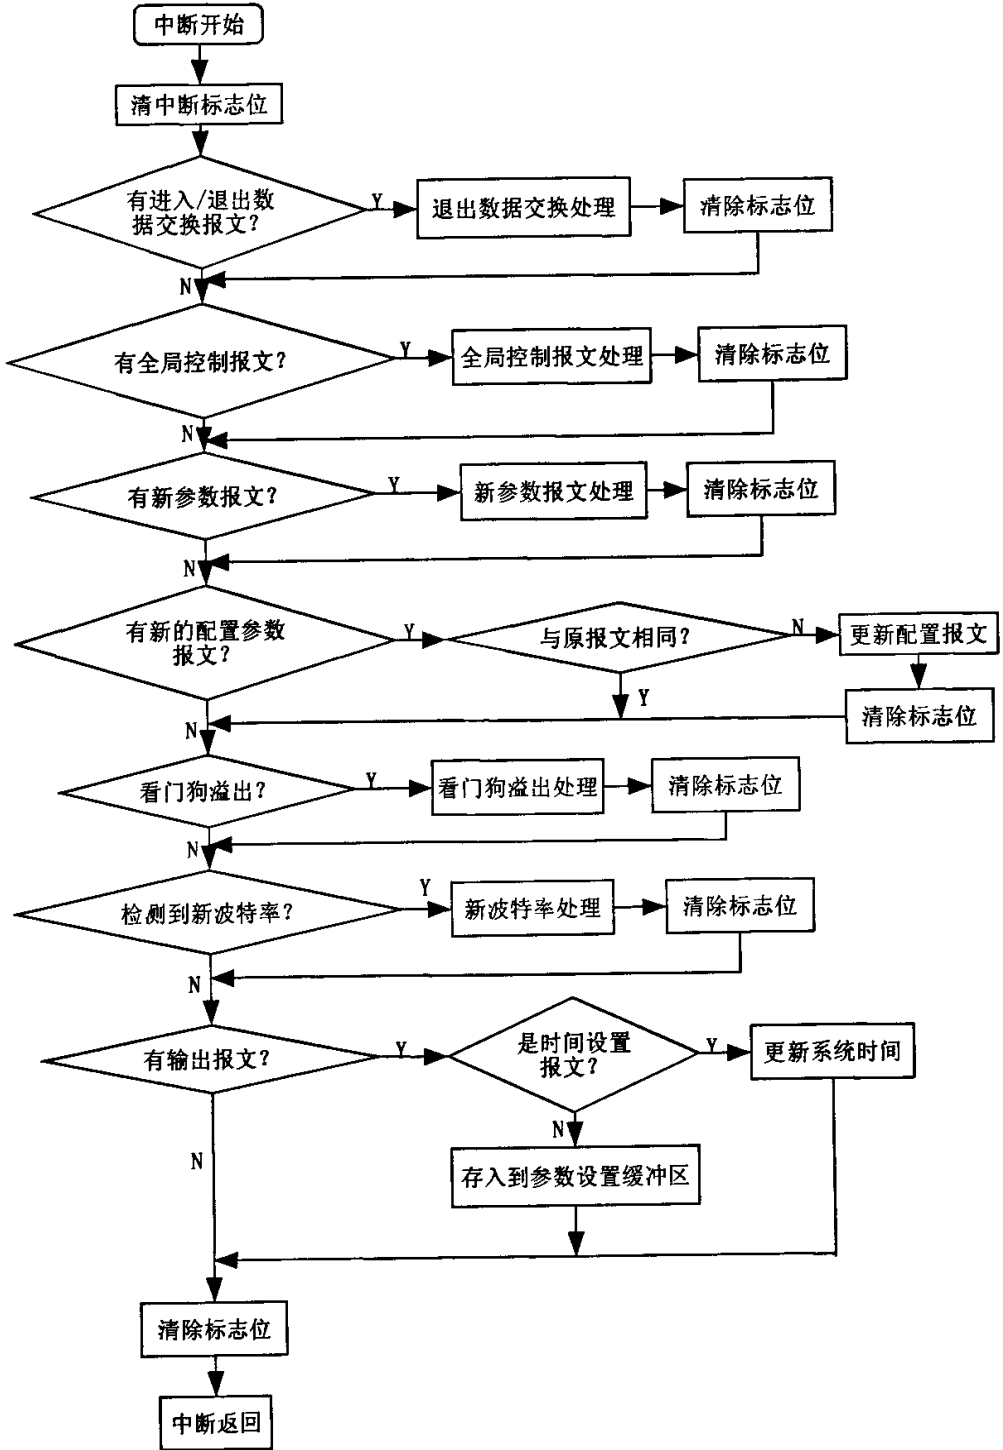 中断开始
清中断标志位
有进入/退出数
据交换报文?
Y
退出数据交换处理
清除标志位
N
有全局控制报文?
Y
全局控制报文处理
清除标志位
N
有新参数报文?
Y
新参数报文处理
清除标志位
N
有新的配置参数
报文?
Y
与原报文相同?
N
更新配置报文
Y
清除标志位
N
看门狗溢出?
Y
看门狗溢出处理
清除标志位
N
检测到新波特率?
Y
新波特率处理
清除标志位
N
有输出报文?
Y
是时间设置
报文?
Y
更新系统时间
N
存入到参数设置缓冲区
N
清除标志位
中断返回